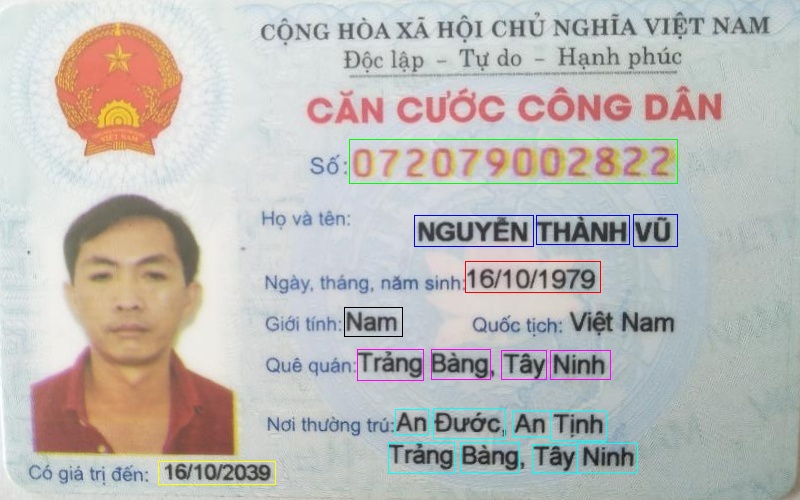 CỘNG HÒA XÃ HỘI CHỦ NGHĨA VIỆT NAM
Độc lập - Tự do - Hạnh phúc
CĂN CƯỚC CÔNG DÂN
Số: 072079002822
Họ và tên: NGUYỄN THÀNH VŨ
Ngày, tháng, năm sinh: 16/10/1979
Giới tính: Nam Quốc tịch: Việt Nam
Quê quán: Trảng Bàng, Tây Ninh
Nơi thường trú: An Được, An Tịnh
Trảng Bàng, Tây Ninh
Có giá trị đến: 16/10/2039